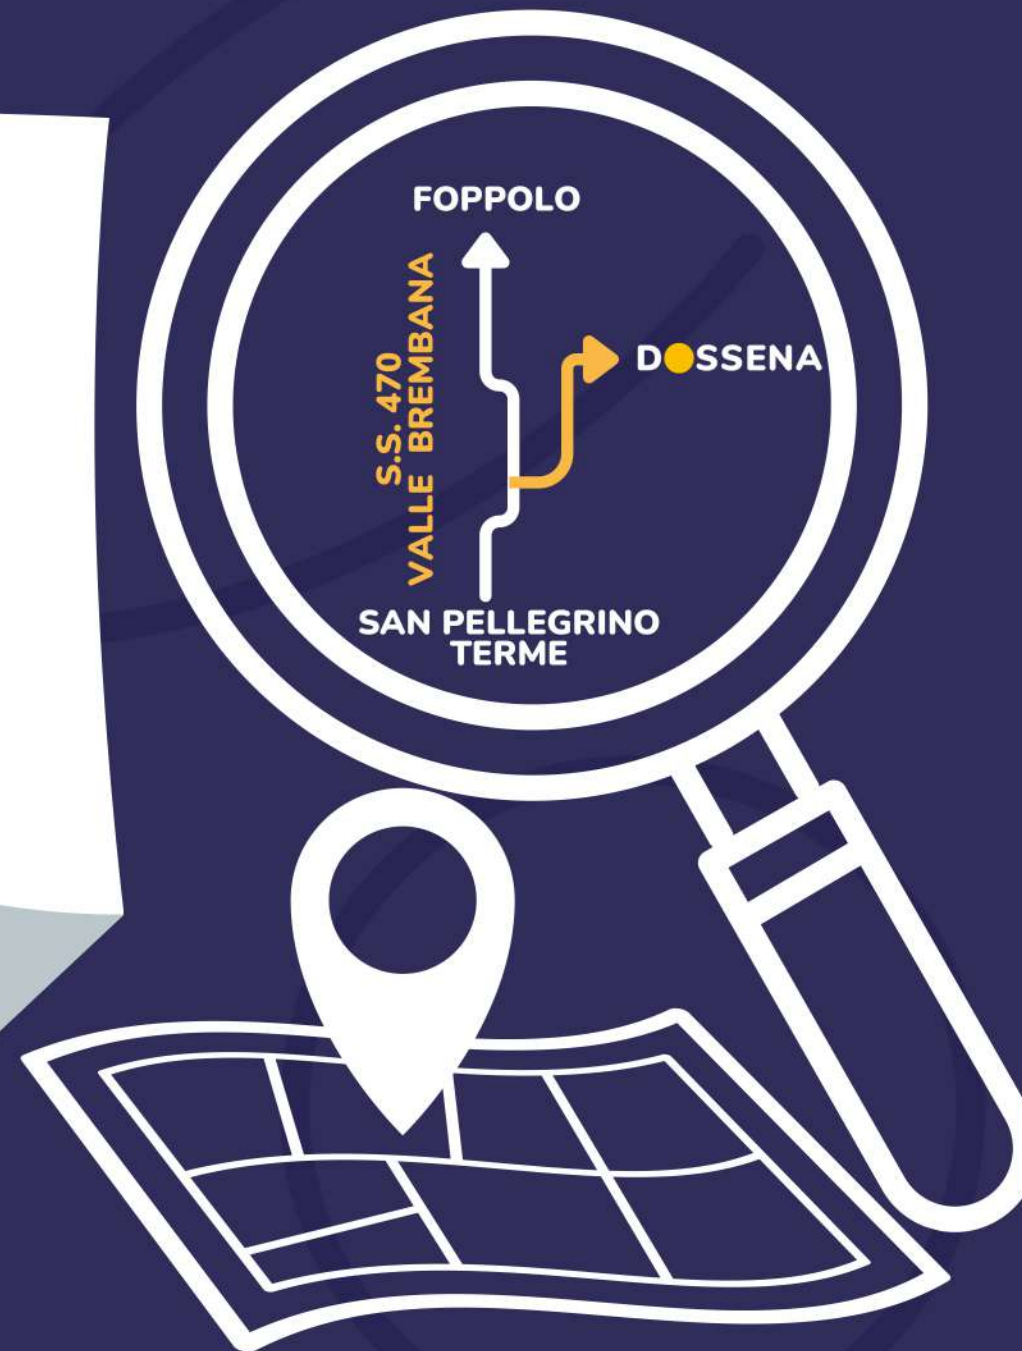 FOPPOLO
S.S. 470
VALLE BREMBANA
DOSSENA
SAN PELLEGRINO
TERME